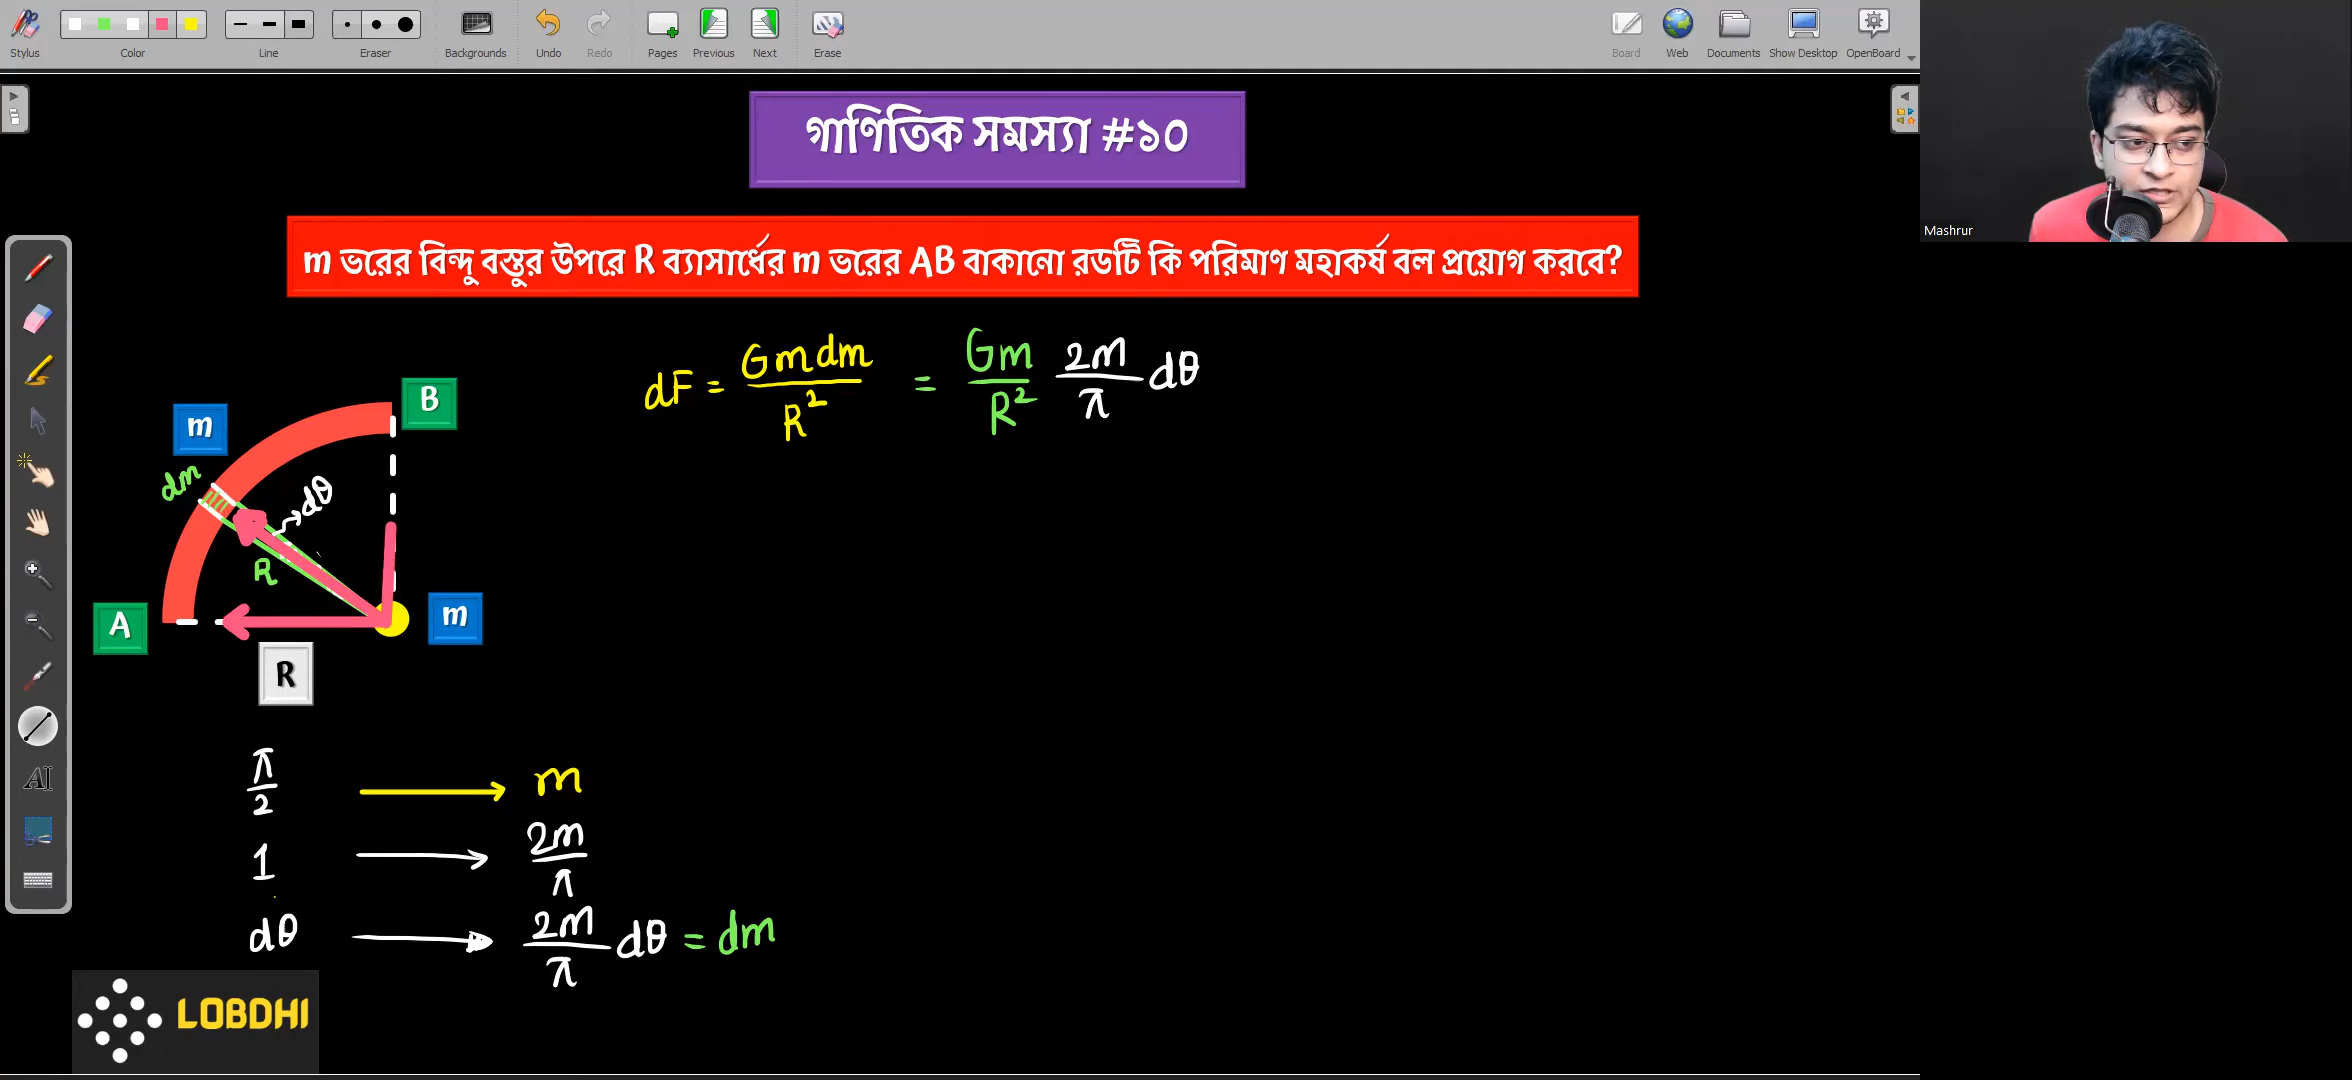 Stylus
Color
Line
Eraser
Backgrounds
Undo
Redo
Pages
Previous
Next
Erase
Board
Web
Documents
Show Desktop
OpenBoard
Mashrur
গাণিতিক সমস্যা #১০
m ভরের বিন্দু বস্তুর উপরে R ব্যাসার্ধের m ভরের AB বাকানো রডটি কি পরিমাণ মহাকর্ষ বল প্রয়োগ করবে?
dF = Gmdm/R² = Gm/R² 2m/π dθ
B
m
dm
dθ
R
A
m
R
AI
π/2 → m
1 → 2m/π
dθ → 2m/π dθ = dm
LOBDHI